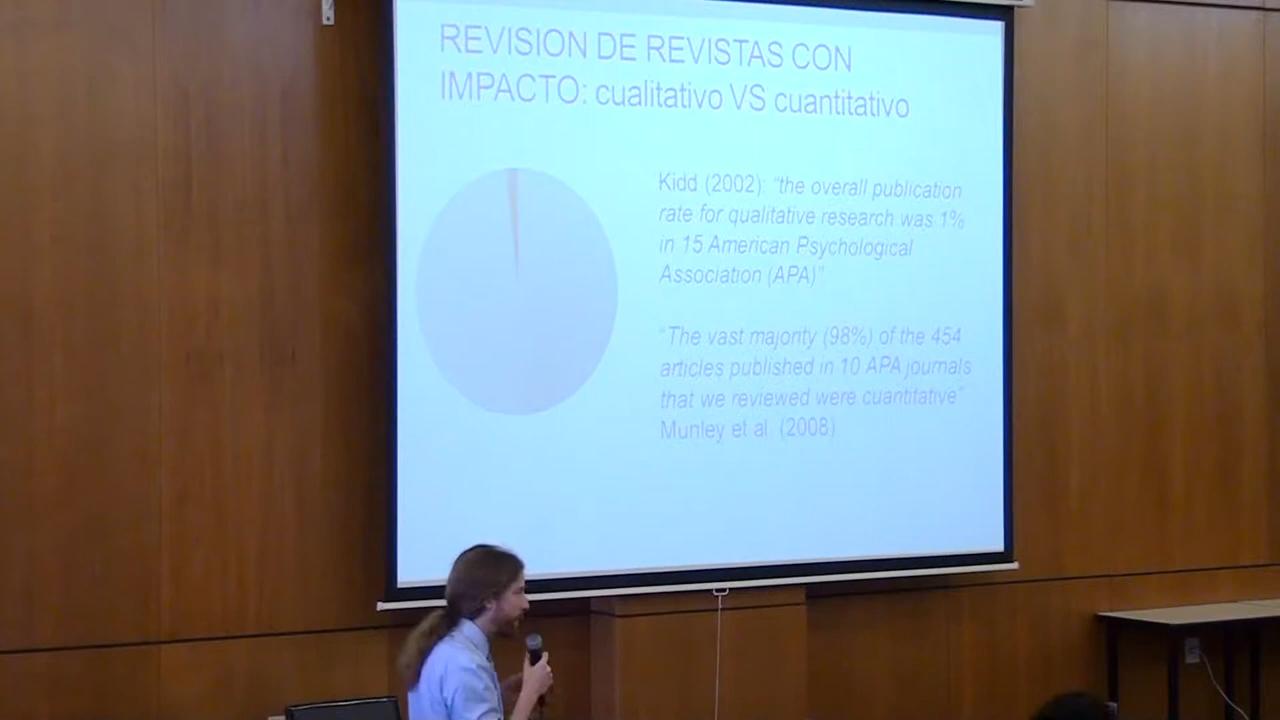 REVISION DE REVISTAS CON
IMPACTO: cualitativo VS cuantitativo
Kidd (2002): “the overall publication
rate for qualitative research was 1%
in 15 American Psychological
Association (APA)”
“The vast majority (98%) of the 454
articles published in 10 APA journals
that we reviewed were cuantitative”
Munley et al. (2008)